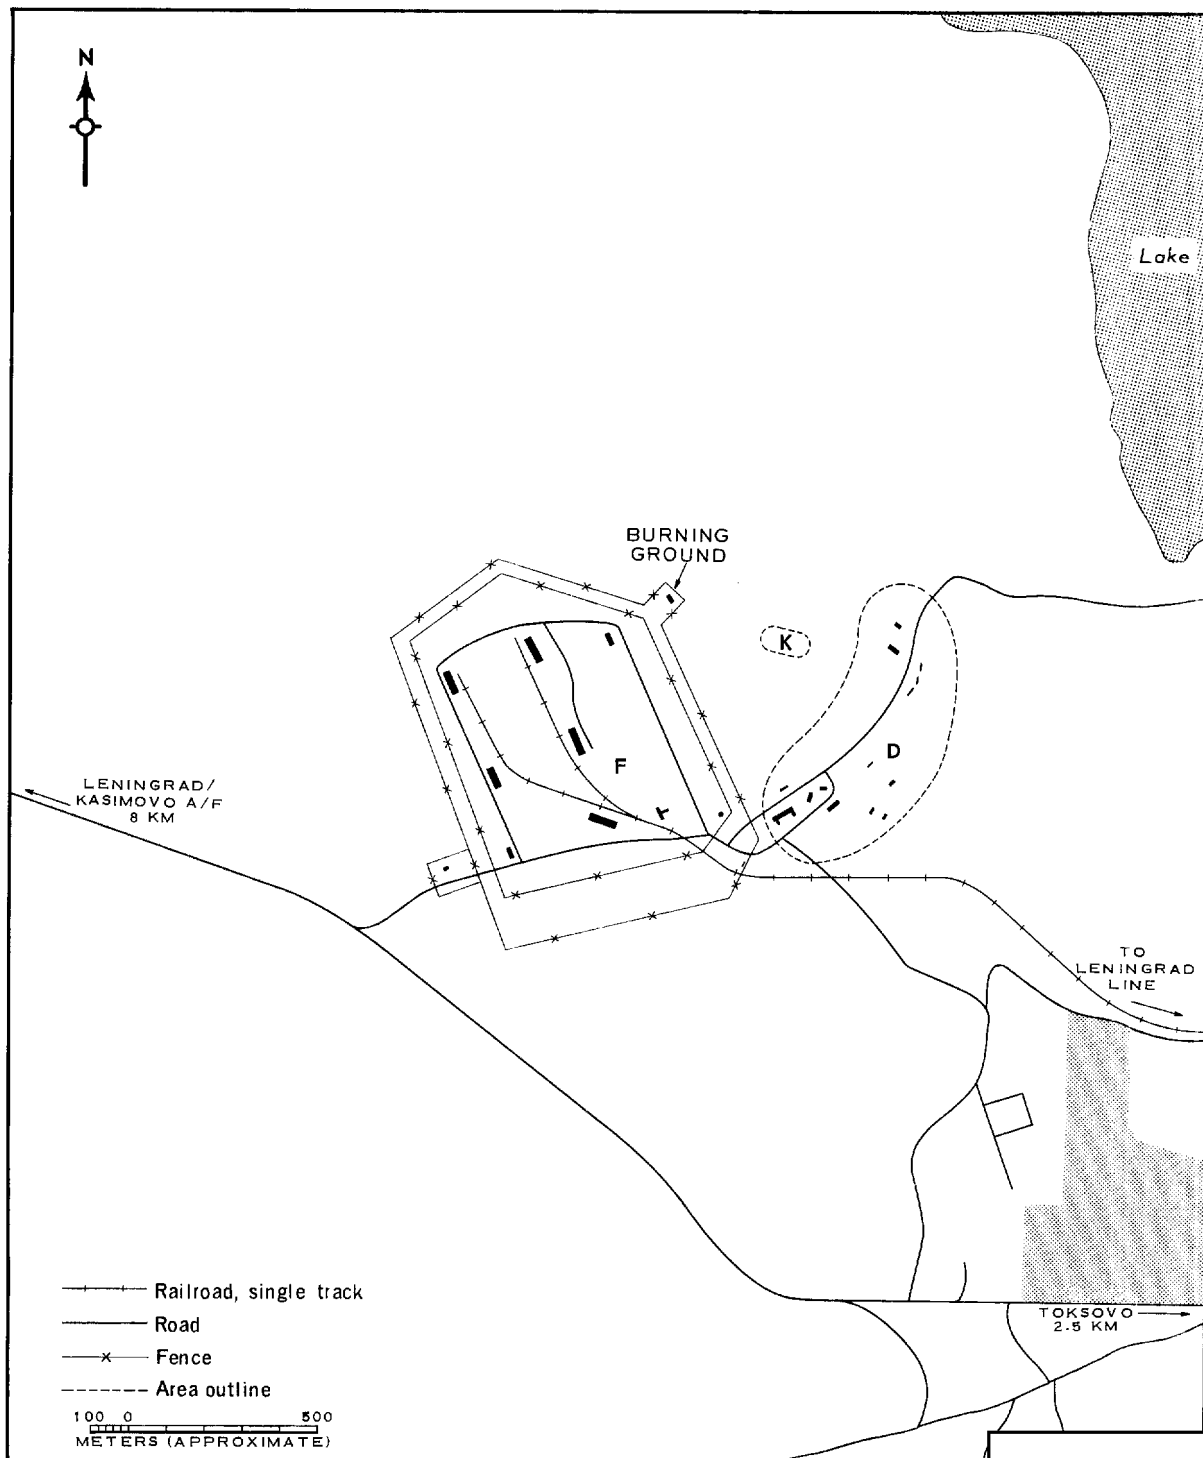 N
Lake
BURNING
GROUND
K
D
F
LENINGRAD/
KASIMOVO A/F
8 KM
TO
LENINGRAD
LINE
Railroad, single track
Road
Fence
Area outline
100 0 500
METERS (APPROXIMATE)
TOKSOVO
2.5 KM